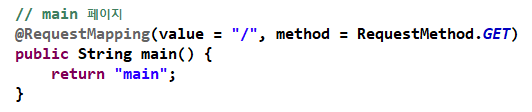 // main 페이지
@RequestMapping(value = "/", method = RequestMethod.GET)
public String main() {
    return "main";
}